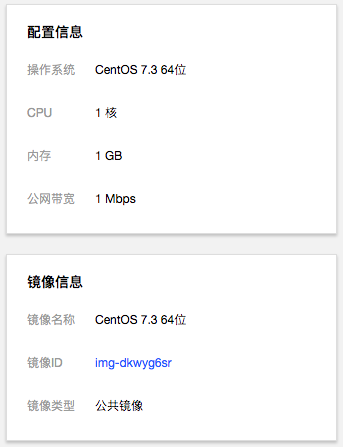 配置信息
操作系统 CentOS 7.3 64位
CPU 1 核
内存 1 GB
公网带宽 1 Mbps
镜像信息
镜像名称 CentOS 7.3 64位
镜像ID img-dkwyg6sr
镜像类型 公共镜像